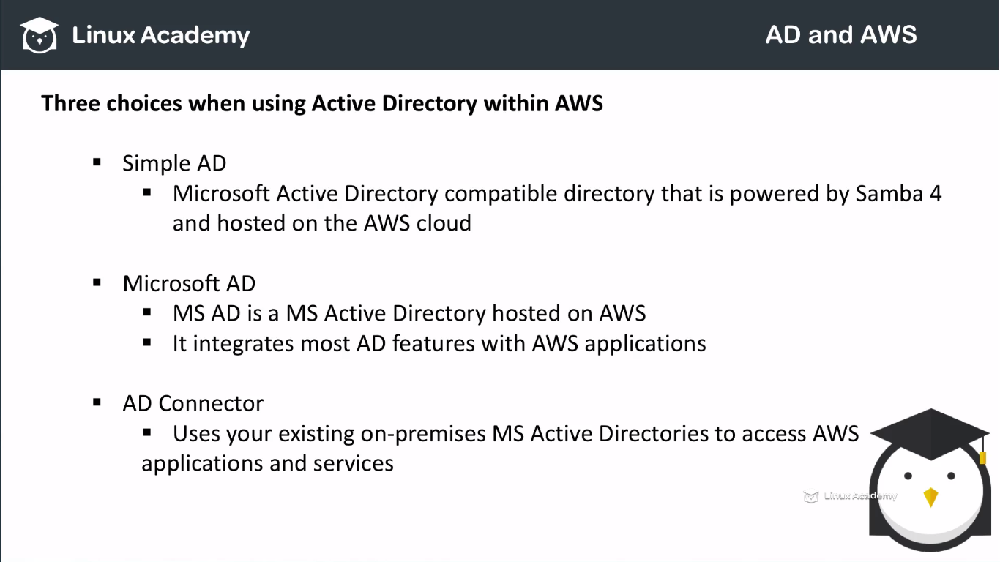 Linux Academy
AD and AWS
Three choices when using Active Directory within AWS
▪ Simple AD
▪ Microsoft Active Directory compatible directory that is powered by Samba 4
and hosted on the AWS cloud
▪ Microsoft AD
▪ MS AD is a MS Active Directory hosted on AWS
▪ It integrates most AD features with AWS applications
▪ AD Connector
▪ Uses your existing on-premises MS Active Directories to access AWS
applications and services
Linux Academy